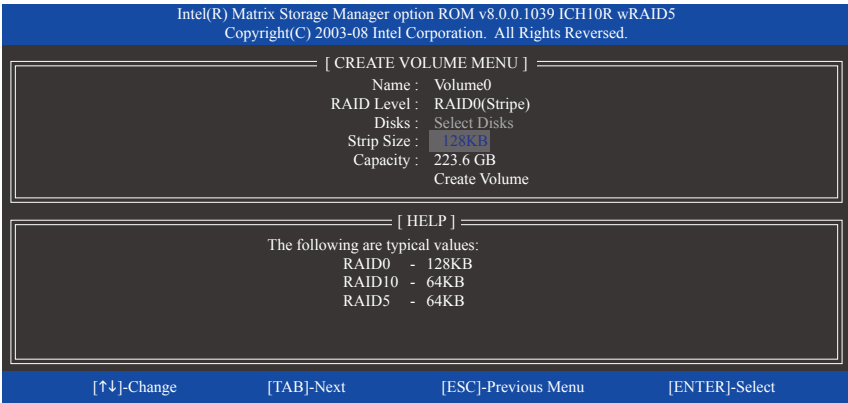 Intel(R) Matrix Storage Manager option ROM v8.0.0.1039 ICH10R wRAID5
Copyright(C) 2003-08 Intel Corporation. All Rights Reversed.
[ CREATE VOLUME MENU ]
Name : Volume0
RAID Level : RAID0(Stripe)
Disks : Select Disks
Strip Size : 128KB
Capacity : 223.6 GB
Create Volume
[ HELP ]
The following are typical values:
RAID0 - 128KB
RAID10 - 64KB
RAID5 - 64KB
[↑↓]-Change [TAB]-Next [ESC]-Previous Menu [ENTER]-Select